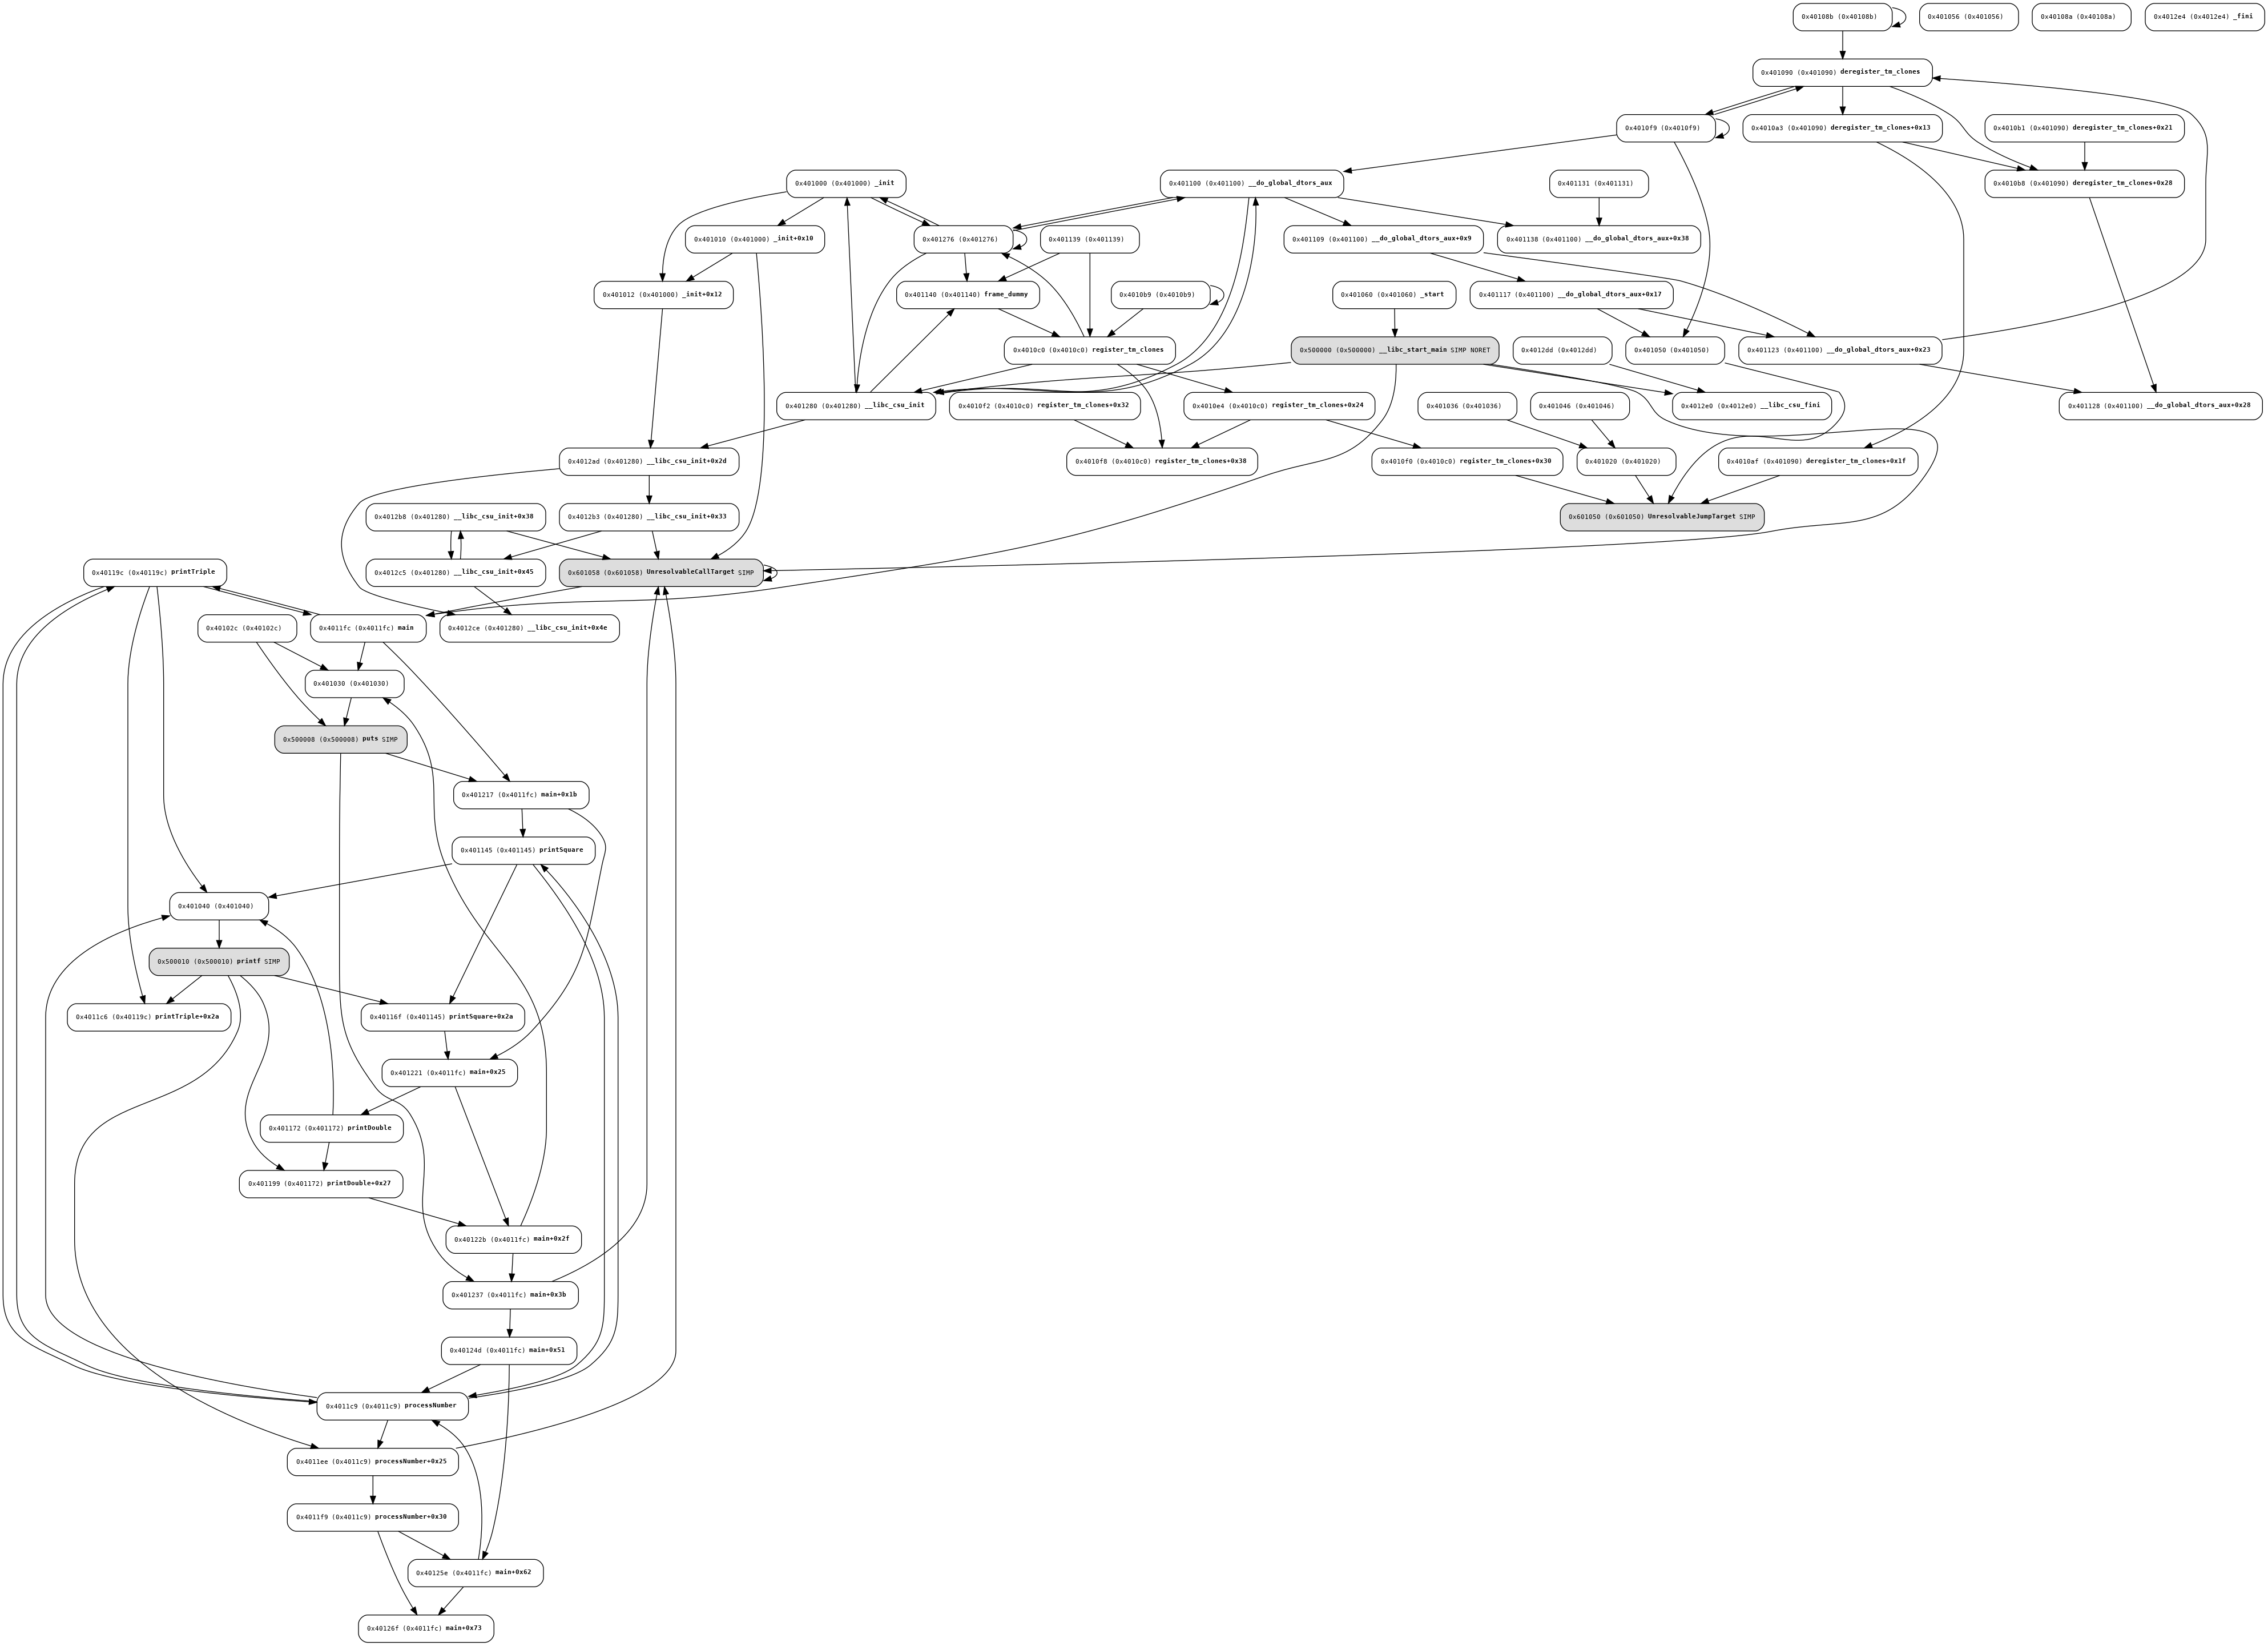 0x40108b (0x40108b)
0x401056 (0x401056)
0x40108a (0x40108a)
0x4012e4 (0x4012e4) _fini
0x401090 (0x401090) deregister_tm_clones
0x4010f9 (0x4010f9)
0x4010a3 (0x401090) deregister_tm_clones+0x13
0x4010b1 (0x401090) deregister_tm_clones+0x21
0x401000 (0x401000) _init
0x401100 (0x401100) __do_global_dtors_aux
0x401131 (0x401131)
0x4010b8 (0x401090) deregister_tm_clones+0x28
0x401010 (0x401000) _init+0x10
0x401276 (0x401276)
0x401139 (0x401139)
0x401109 (0x401100) __do_global_dtors_aux+0x9
0x401138 (0x401100) __do_global_dtors_aux+0x38
0x401012 (0x401000) _init+0x12
0x401140 (0x401140) frame_dummy
0x4010b9 (0x4010b9)
0x401060 (0x401060) _start
0x401117 (0x401100) __do_global_dtors_aux+0x17
0x4010c0 (0x4010c0) register_tm_clones
0x500000 (0x500000) __libc_start_main SIMP NORET
0x4012dd (0x4012dd)
0x401050 (0x401050)
0x401123 (0x401100) __do_global_dtors_aux+0x23
0x401280 (0x401280) __libc_csu_init
0x4010f2 (0x4010c0) register_tm_clones+0x32
0x4010e4 (0x4010c0) register_tm_clones+0x24
0x401036 (0x401036)
0x401046 (0x401046)
0x4012e0 (0x4012e0) __libc_csu_fini
0x401128 (0x401100) __do_global_dtors_aux+0x28
0x4012ad (0x401280) __libc_csu_init+0x2d
0x4010f8 (0x4010c0) register_tm_clones+0x38
0x4010f0 (0x4010c0) register_tm_clones+0x30
0x401020 (0x401020)
0x4010af (0x401090) deregister_tm_clones+0x1f
0x4012b8 (0x401280) __libc_csu_init+0x38
0x4012b3 (0x401280) __libc_csu_init+0x33
0x601050 (0x601050) UnresolvableJumpTarget SIMP
0x40119c (0x40119c) printTriple
0x4012c5 (0x401280) __libc_csu_init+0x45
0x601058 (0x601058) UnresolvableCallTarget SIMP
0x40102c (0x40102c)
0x4011fc (0x4011fc) main
0x4012ce (0x401280) __libc_csu_init+0x4e
0x401030 (0x401030)
0x500008 (0x500008) puts SIMP
0x401217 (0x4011fc) main+0x1b
0x401145 (0x401145) printSquare
0x401040 (0x401040)
0x500010 (0x500010) printf SIMP
0x4011c6 (0x40119c) printTriple+0x2a
0x40116f (0x401145) printSquare+0x2a
0x401221 (0x4011fc) main+0x25
0x401172 (0x401172) printDouble
0x401199 (0x401172) printDouble+0x27
0x40122b (0x4011fc) main+0x2f
0x401237 (0x4011fc) main+0x3b
0x40124d (0x4011fc) main+0x51
0x4011c9 (0x4011c9) processNumber
0x4011ee (0x4011c9) processNumber+0x25
0x4011f9 (0x4011c9) processNumber+0x30
0x40125e (0x4011fc) main+0x62
0x40126f (0x4011fc) main+0x73